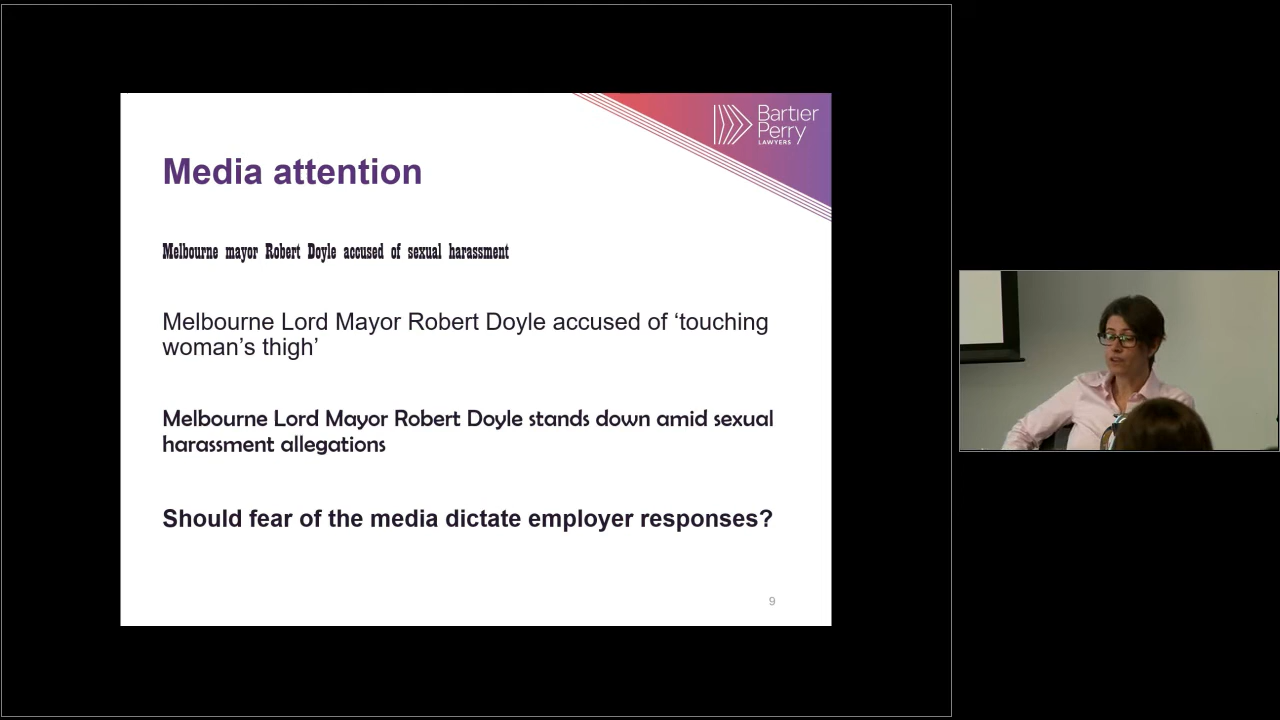 Bartier
Perry
LAWYERS
Media attention
Melbourne mayor Robert Doyle accused of sexual harassment
Melbourne Lord Mayor Robert Doyle accused of ‘touching
woman’s thigh’
Melbourne Lord Mayor Robert Doyle stands down amid sexual
harassment allegations
Should fear of the media dictate employer responses?
9